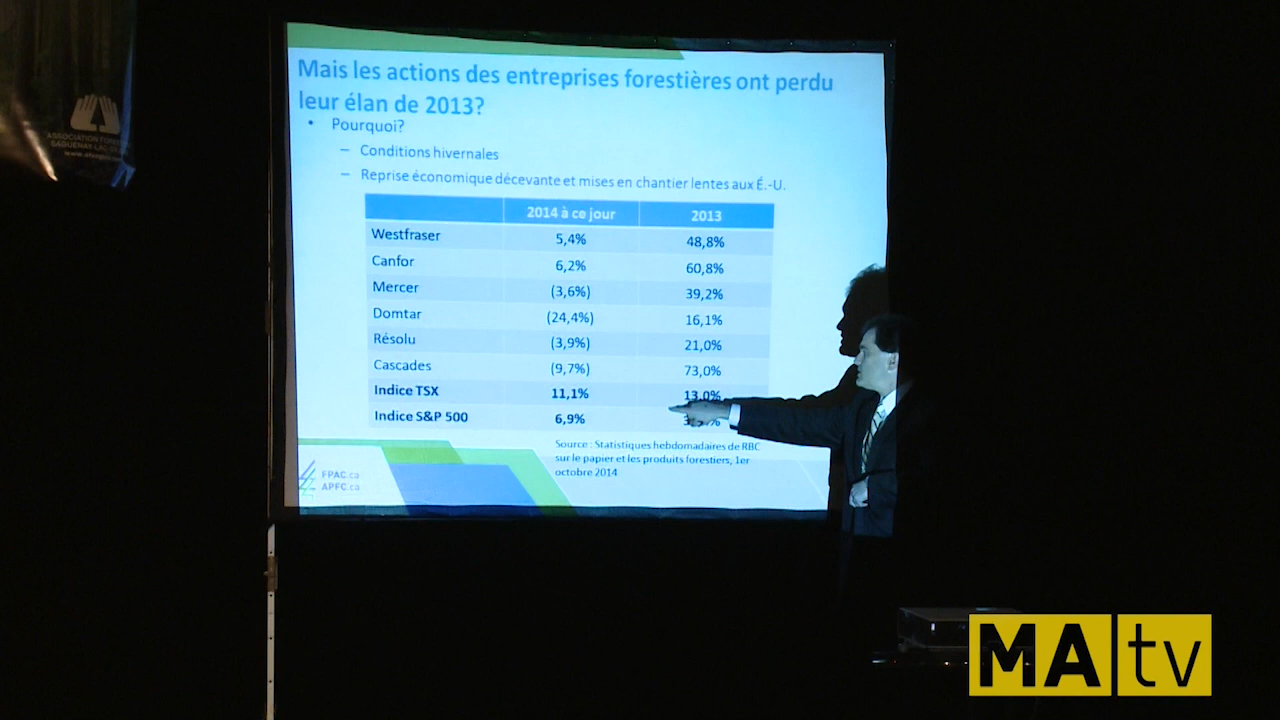 Mais les actions des entreprises forestières ont perdu
leur élan de 2013?
• Pourquoi?
– Conditions hivernales
– Reprise économique décevante et mises en chantier lentes aux É.-U.
2014 à ce jour 2013
Westfraser 5,4% 48,8%
Canfor 6,2% 60,8%
Mercer (3,6%) 39,2%
Domtar (24,4%) 16,1%
Résolu (3,9%) 21,0%
Cascades (9,7%) 73,0%
Indice TSX 11,1% 13,0%
Indice S&P 500 6,9%
Source : Statistiques hebdomadaires de RBC
sur le papier et les produits forestiers, 1er
octobre 2014
FPAC.ca
APFC.ca
ASSOCIATION
SAGUENAY-LAC-
MAtv